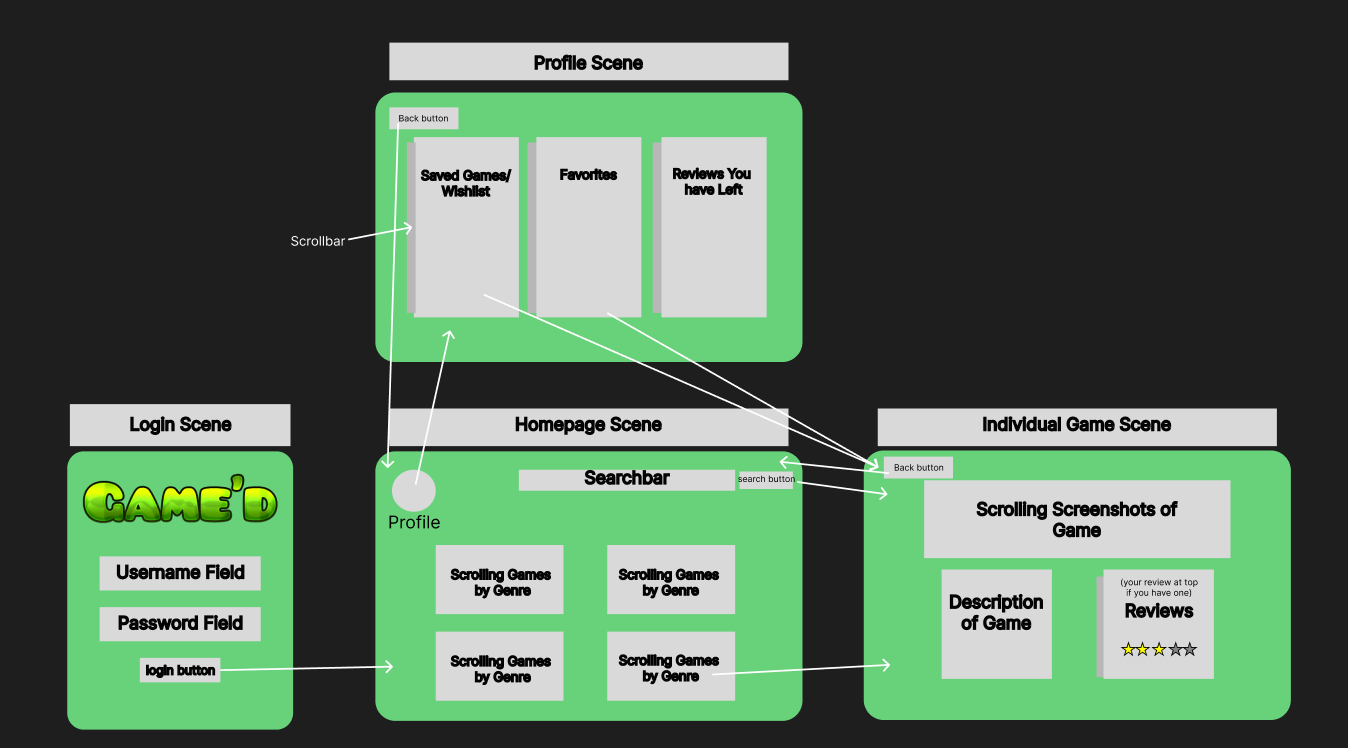 Profile Scene
Back button
Saved Games/
Wishlist
Favorites
Reviews You
have Left
Scrollbar
Login Scene
GAME'D
Username Field
Password Field
login button
Homepage Scene
Searchbar
search button
Profile
Scrolling Games
by Genre
Scrolling Games
by Genre
Scrolling Games
by Genre
Scrolling Games
by Genre
Individual Game Scene
Back button
Scrolling Screenshots of
Game
Description
of Game
(your review at top
if you have one)
Reviews